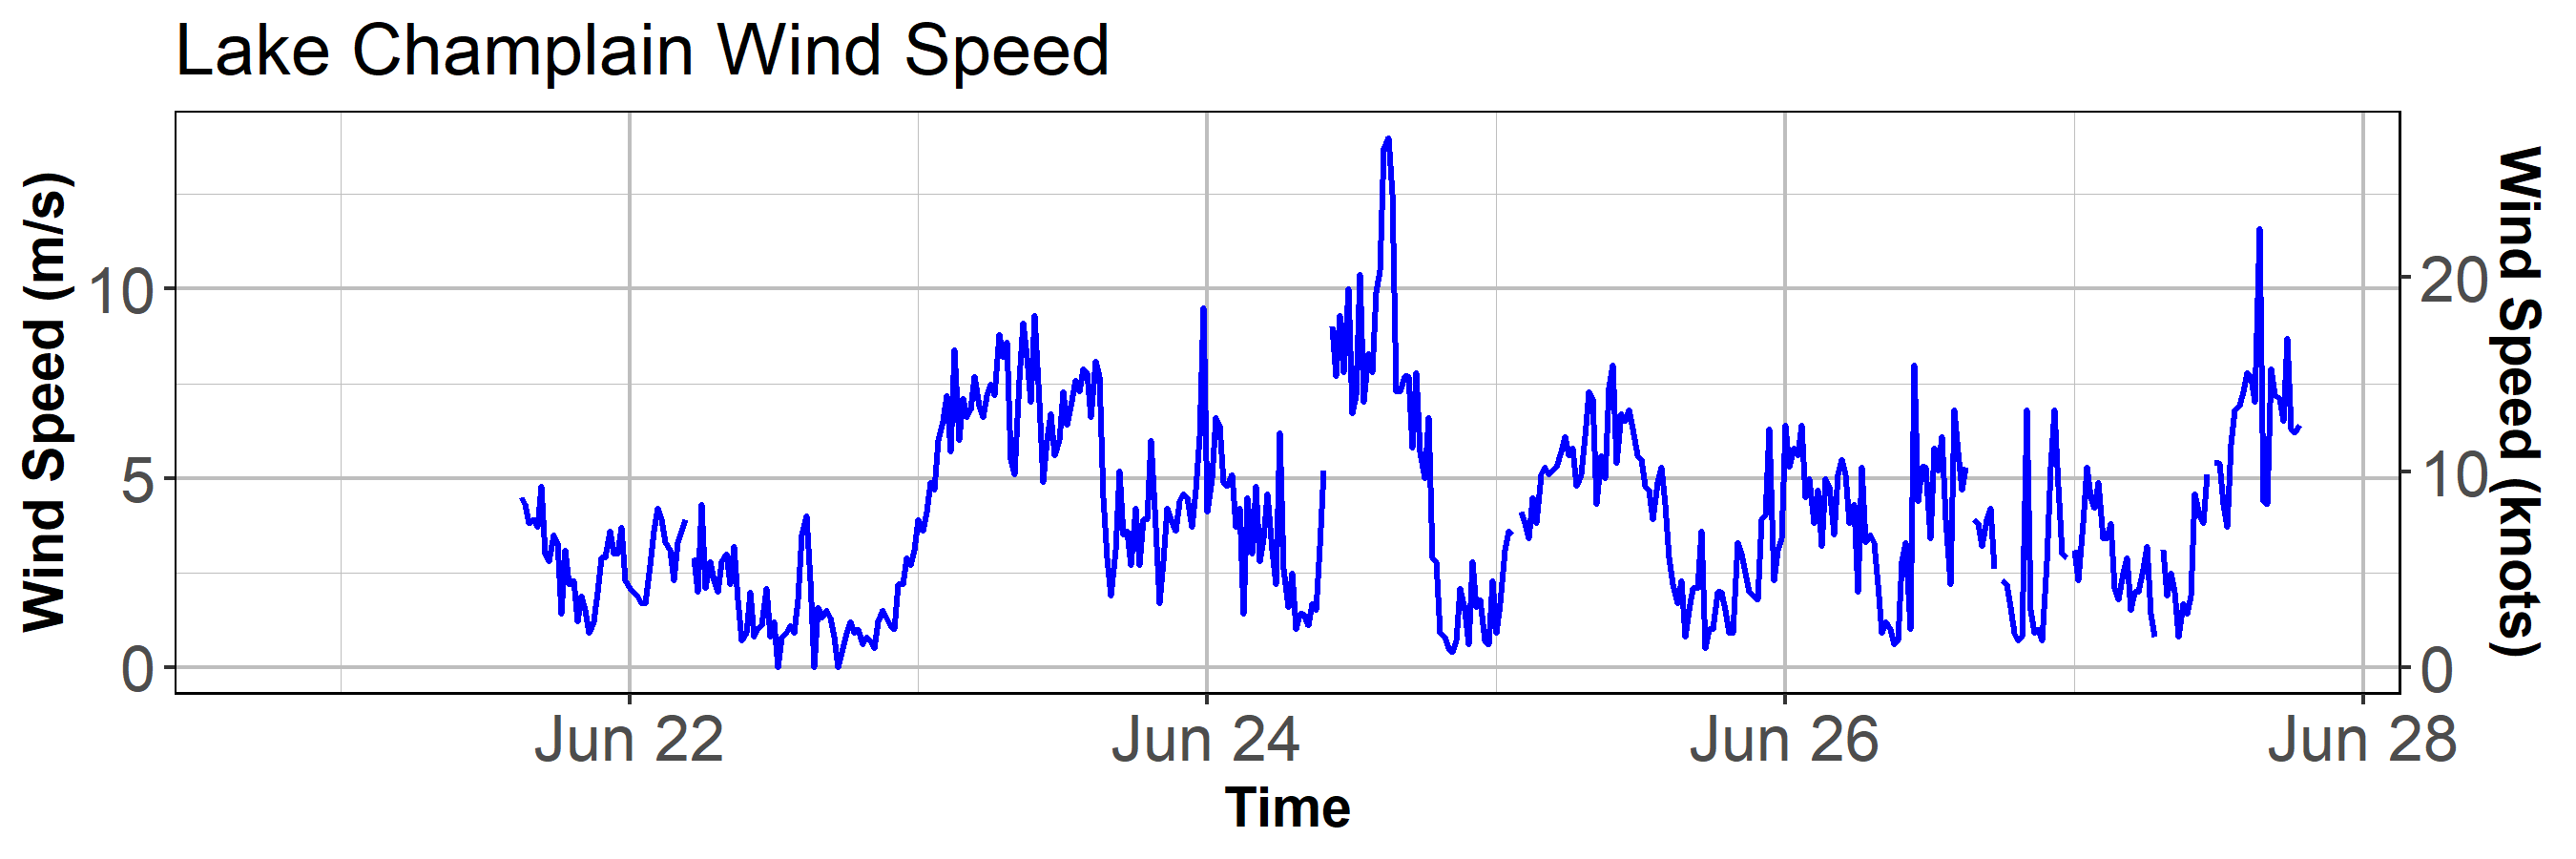 Lake Champlain Wind Speed
Wind Speed (m/s)
10
5
0
20
10
0
Wind Speed (knots)
Jun 22
Jun 24
Jun 26
Jun 28
Time